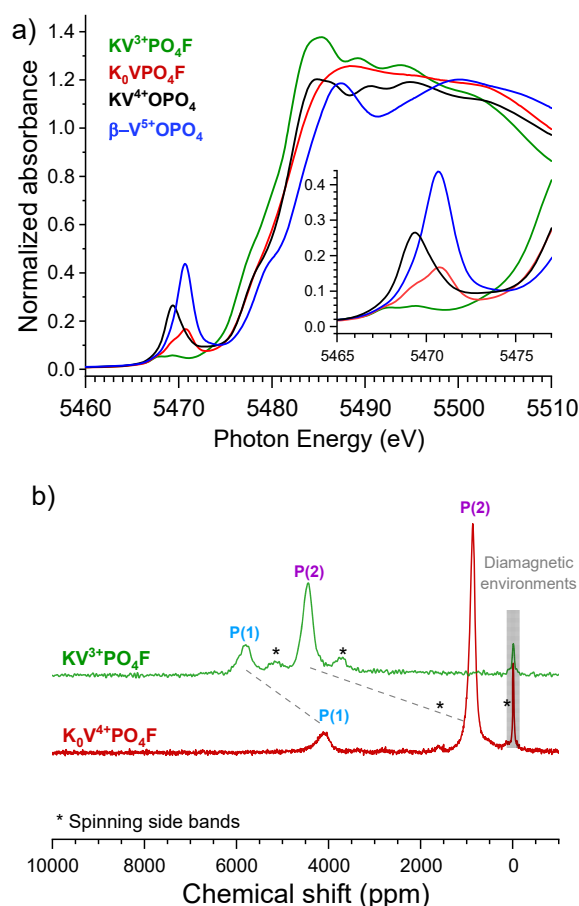 a)
KV³⁺PO₄F
K₀VPO₄F
KV⁴⁺OPO₄
β–V⁵⁺OPO₄
Normalized absorbance
1.4
1.2
1.0
0.8
0.6
0.4
0.2
0.0
0.4
0.3
0.2
0.1
0.0
5465 5470 5475
5460 5470 5480 5490 5500 5510
Photon Energy (eV)
b)
P(2)
Diamagnetic
environments
P(2)
P(1)
* *
KV³⁺PO₄F
P(1)
* *
K₀V⁴⁺PO₄F
* Spinning side bands
10000 8000 6000 4000 2000 0
Chemical shift (ppm)